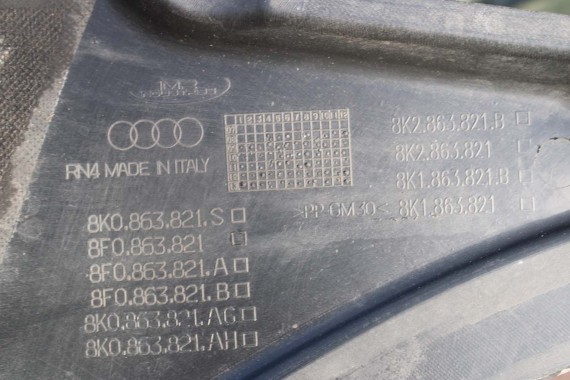 RN4 MADE IN ITALY
8K0.863.821.S
8F0.863.821
8F0.863.821.A
8F0.863.821.B
8K0.863.821.AG
8K0.863.821.AH
8K2.863.821.B
8K2.863.821
8K1.863.821.B
>PP-GM30< 8K1.863.821